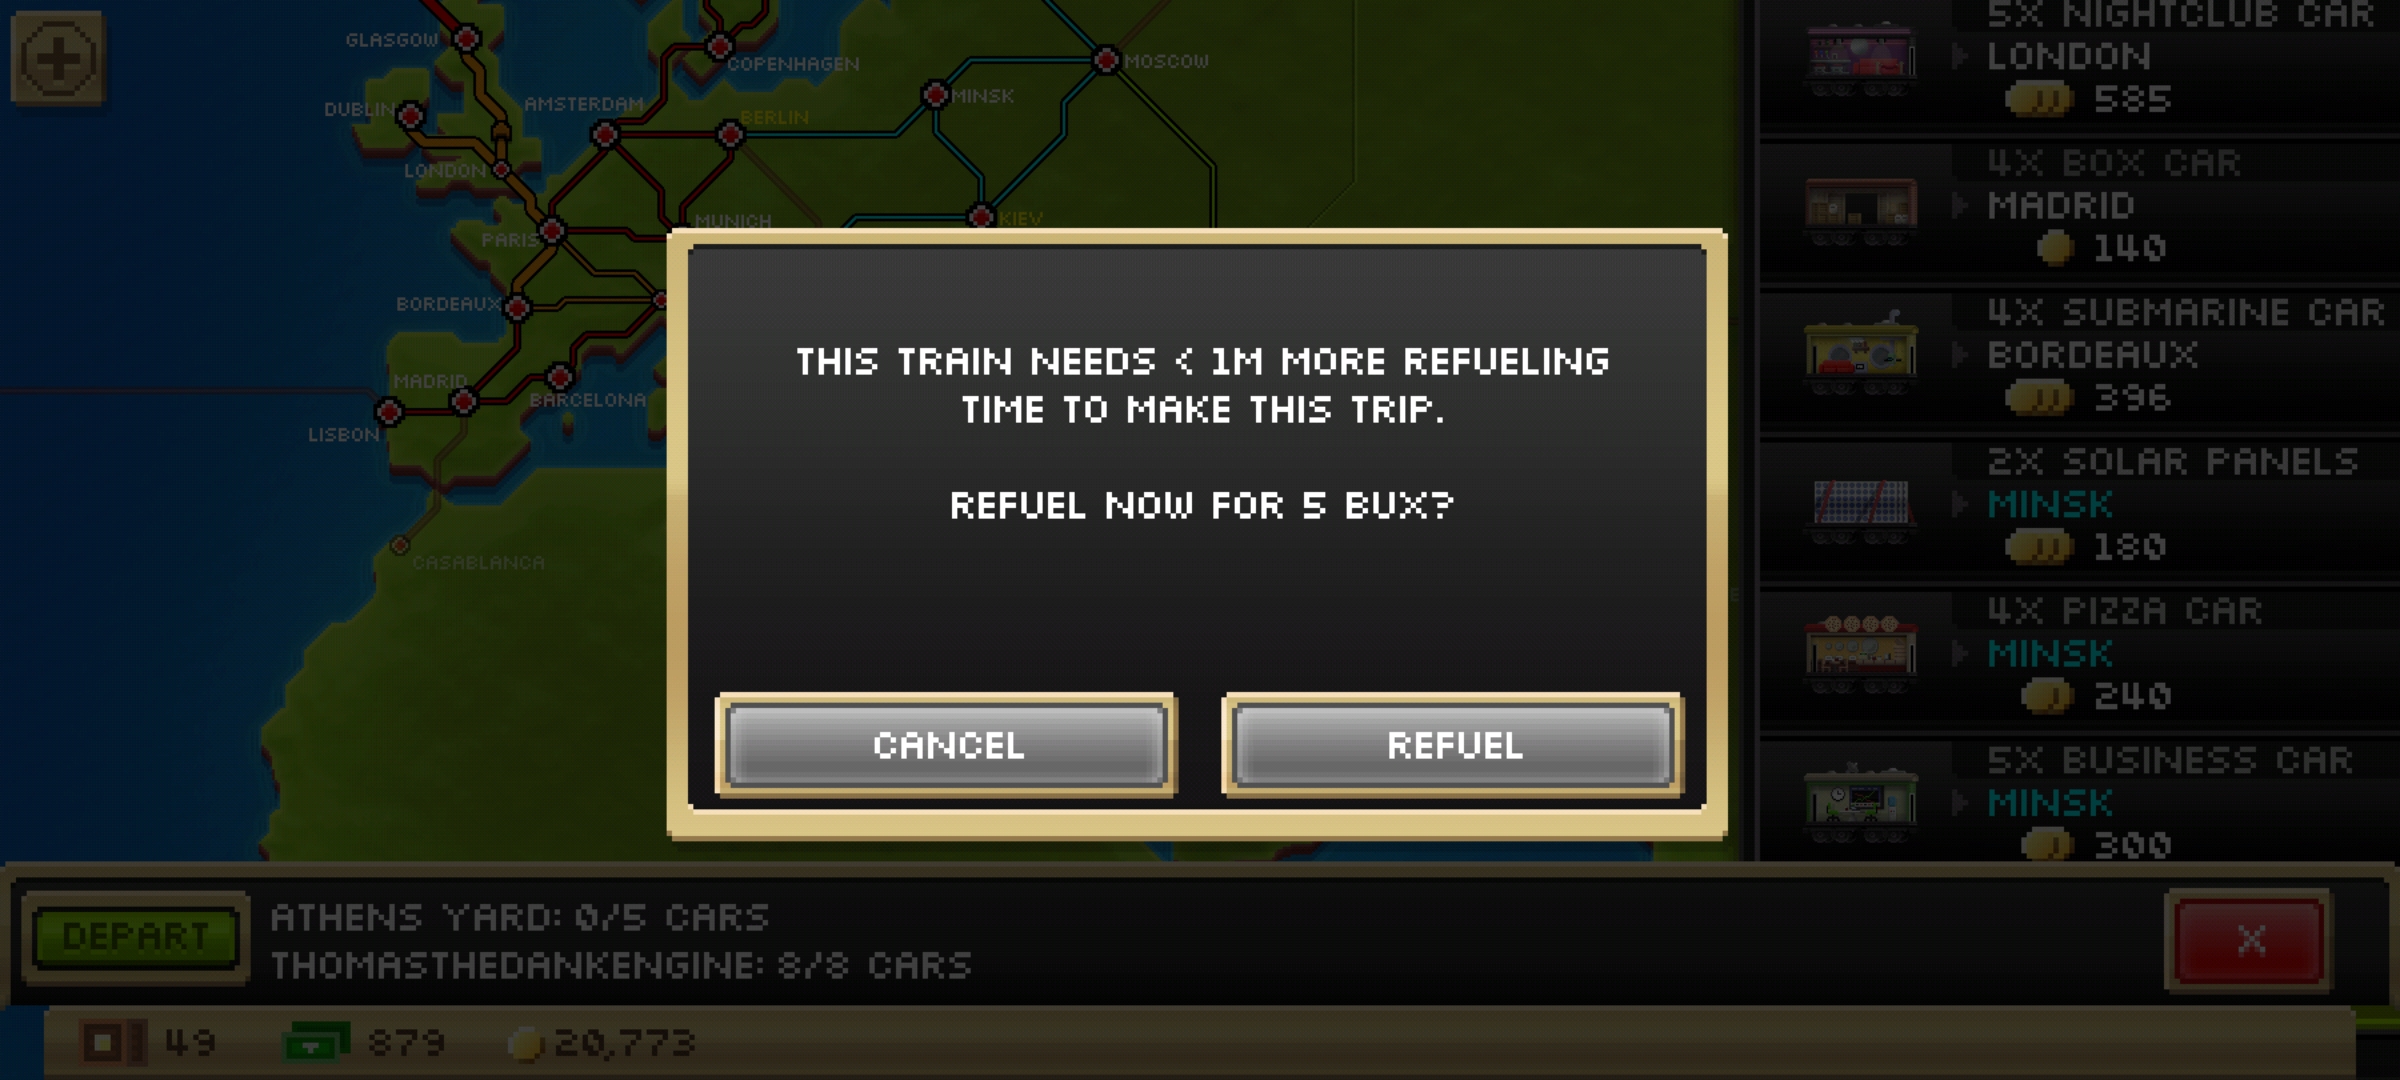 GLASGOW
COPENHAGEN
MOSCOW
DUBLIN
AMSTERDAM
MINSK
BERLIN
LONDON
MUNICH
KIEV
PARIS
BORDEAUX
MADRID
BARCELONA
LISBON
CASABLANCA
5X NIGHTCLUB CAR
LONDON
585
4X BOX CAR
MADRID
140
4X SUBMARINE CAR
BORDEAUX
396
2X SOLAR PANELS
MINSK
180
4X PIZZA CAR
MINSK
240
5X BUSINESS CAR
MINSK
300
THIS TRAIN NEEDS < 1M MORE REFUELING
TIME TO MAKE THIS TRIP.
REFUEL NOW FOR 5 BUX?
CANCEL
REFUEL
DEPART
ATHENS YARD: 0/5 CARS
THOMASTHEDANKENGINE: 8/8 CARS
X
49
879
20,773